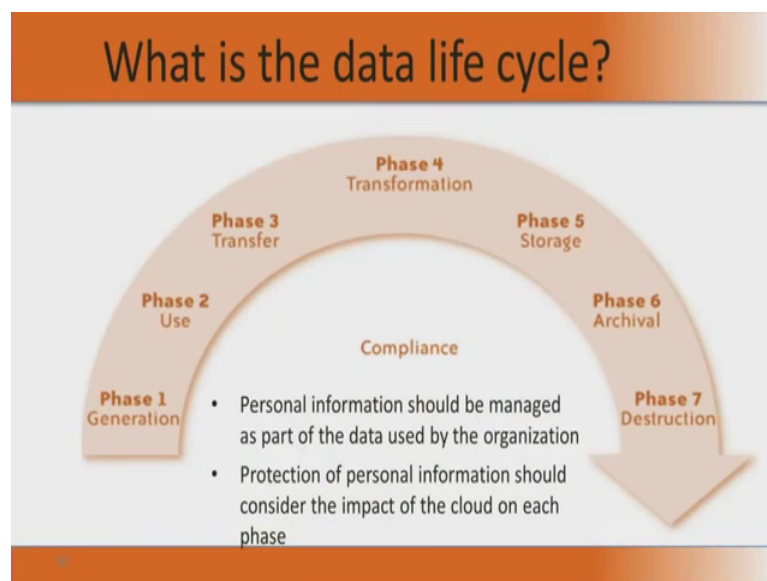 What is the data life cycle?
Phase 1
Generation
Phase 2
Use
Phase 3
Transfer
Phase 4
Transformation
Phase 5
Storage
Phase 6
Archival
Phase 7
Destruction
Compliance
• Personal information should be managed
as part of the data used by the organization
• Protection of personal information should
consider the impact of the cloud on each
phase